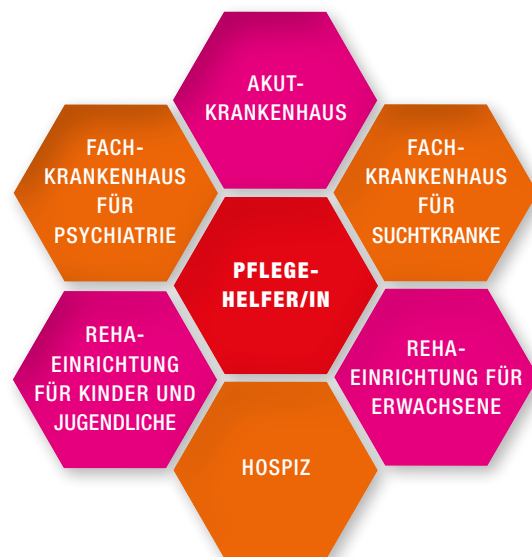 AKUT-
KRANKENHAUS
FACH-
KRANKENHAUS
FÜR
PSYCHIATRIE
FACH-
KRANKENHAUS
FÜR
SUCHTKRANKE
PFLEGE-
HELFER/IN
REHA-
EINRICHTUNG
FÜR KINDER UND
JUGENDLICHE
REHA-
EINRICHTUNG FÜR
ERWACHSENE
HOSPIZ